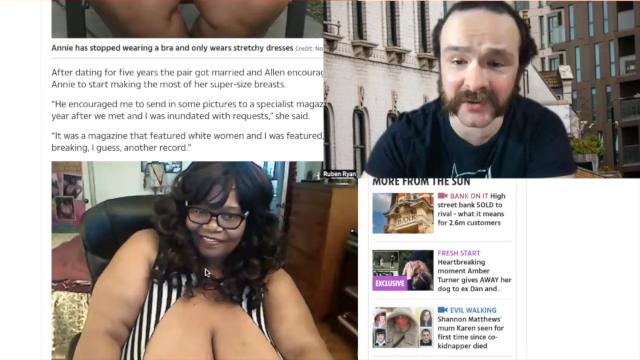 Annie has stopped wearing a bra and only wears stretchy dresses Credit: No
After dating for five years the pair got married and Allen encourag
Annie to start making the most of her super-size breasts.
"He encouraged me to send in some pictures to a specialist magaz
year after we met and I was inundated with requests," she said.
"It was a magazine that featured white women and I was featured,
breaking, I guess, another record."
Ruben Ryan
MORE FROM THE SUN
BANK ON IT High
street bank SOLD to
rival - what it means
for 2.6m customers
FRESH START
Heartbreaking
moment Amber
Turner gives AWAY her
dog to ex Dan and...
EXCLUSIVE
EVIL WALKING
Shannon Matthews'
mum Karen seen for
first time since co-
kidnapper died